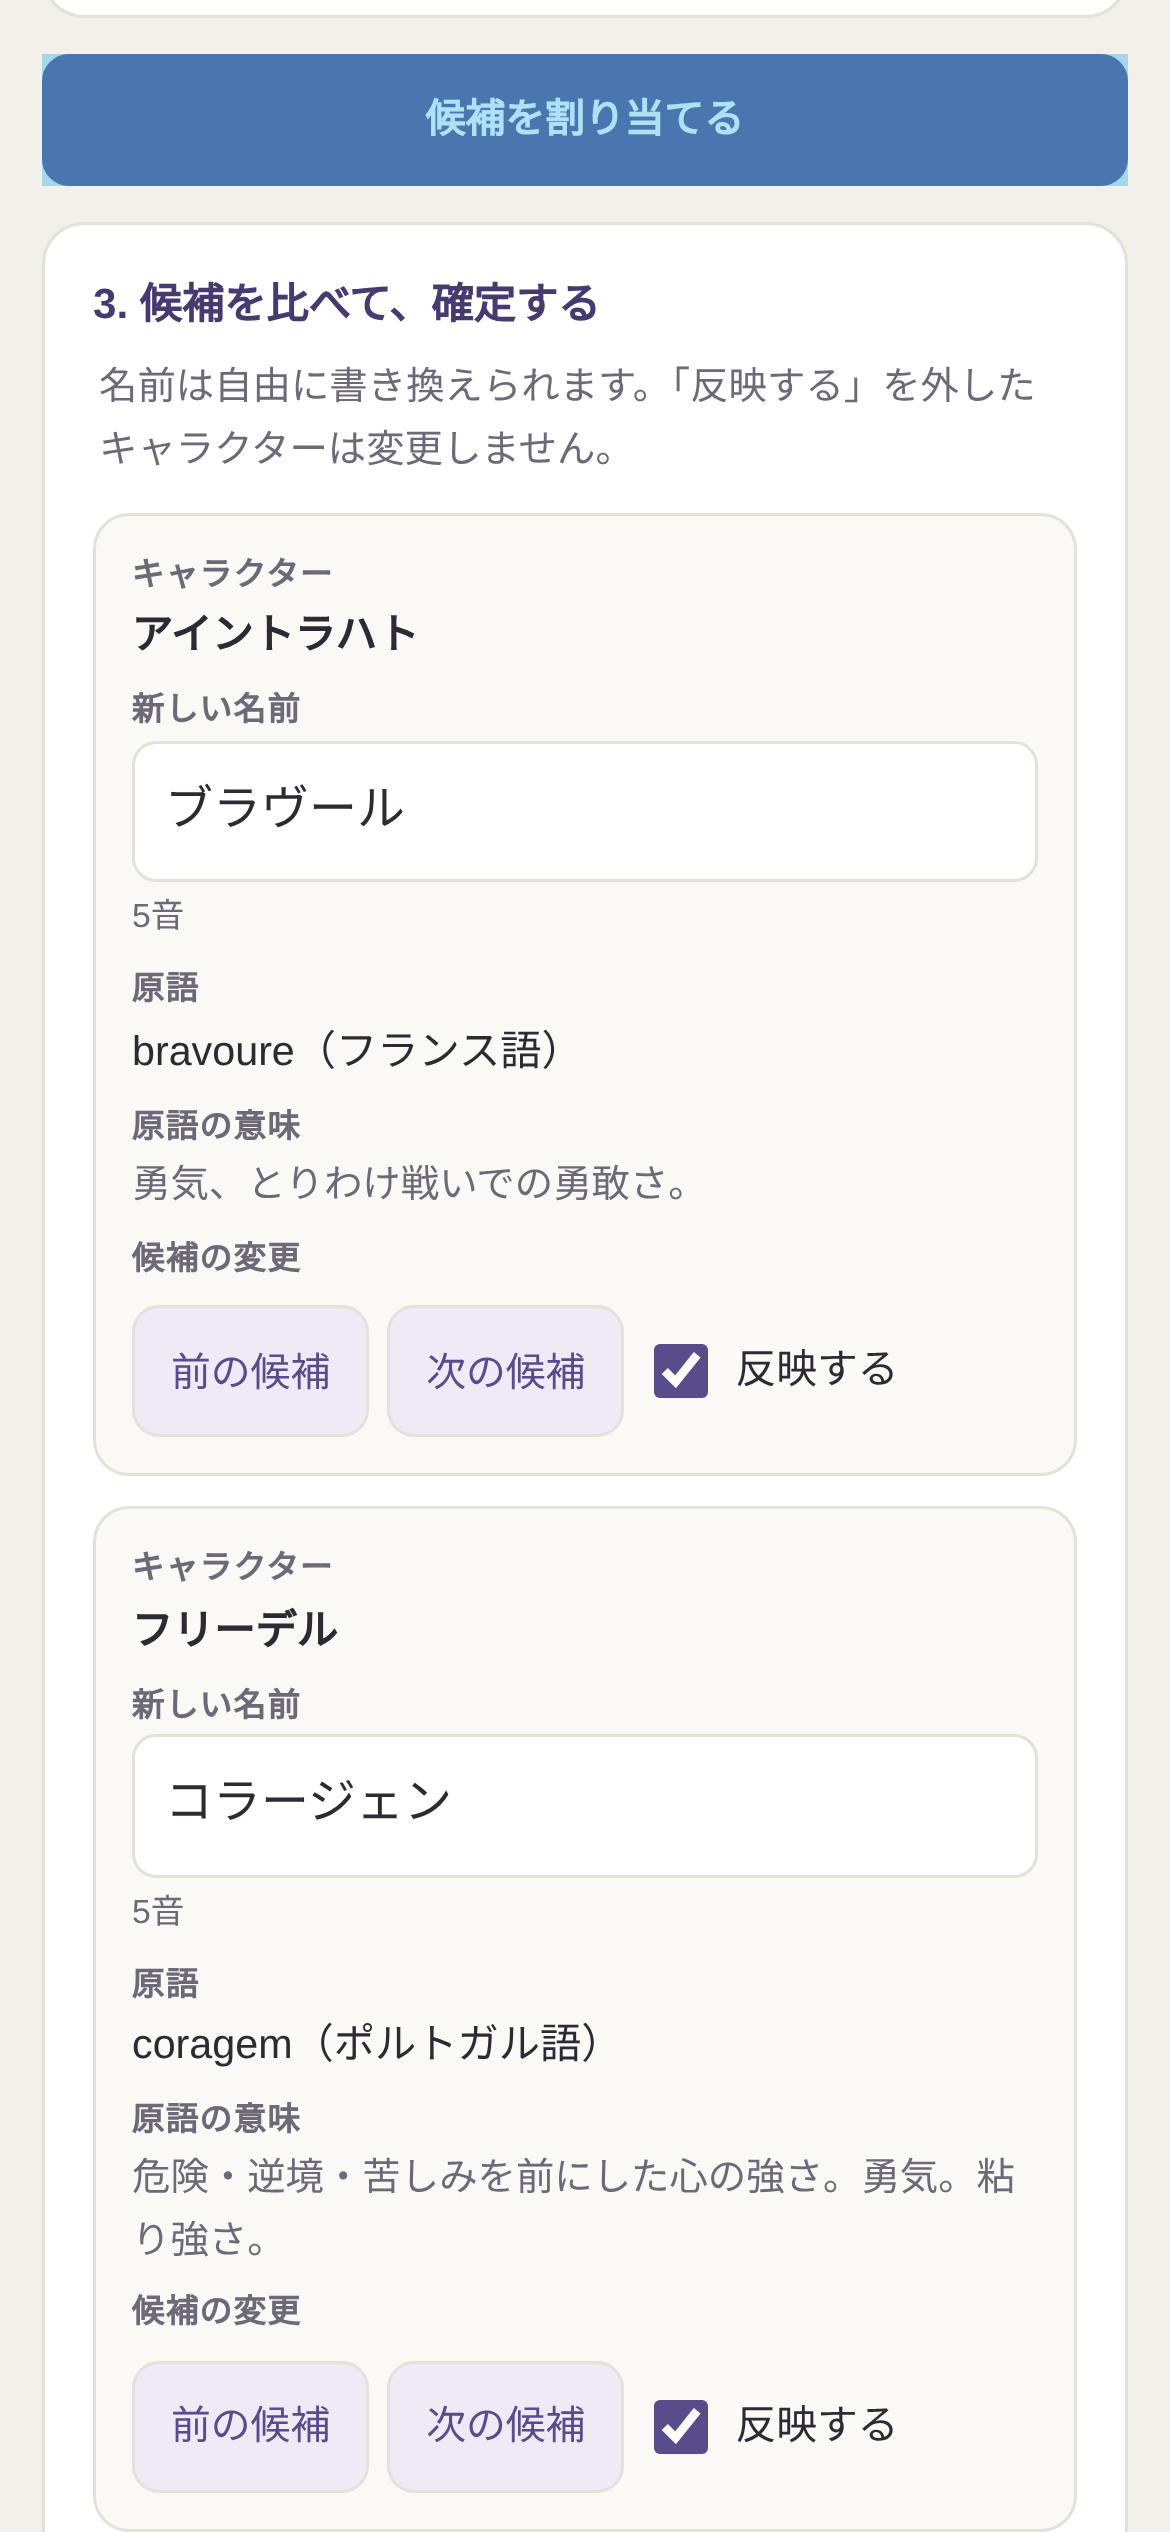 候補を割り当てる
3. 候補を比べて、確定する
名前は自由に書き換えられます。「反映する」を外した
キャラクターは変更しません。
キャラクター
アイントラハト
新しい名前
ブラヴール
5音
原語
bravoure（フランス語）
原語の意味
勇気、とりわけ戦いでの勇敢さ。
候補の変更
前の候補 次の候補 反映する
キャラクター
フリーデル
新しい名前
コラージェン
5音
原語
coragem（ポルトガル語）
原語の意味
危険・逆境・苦しみを前にした心の強さ。勇気。粘
り強さ。
候補の変更
前の候補 次の候補 反映する